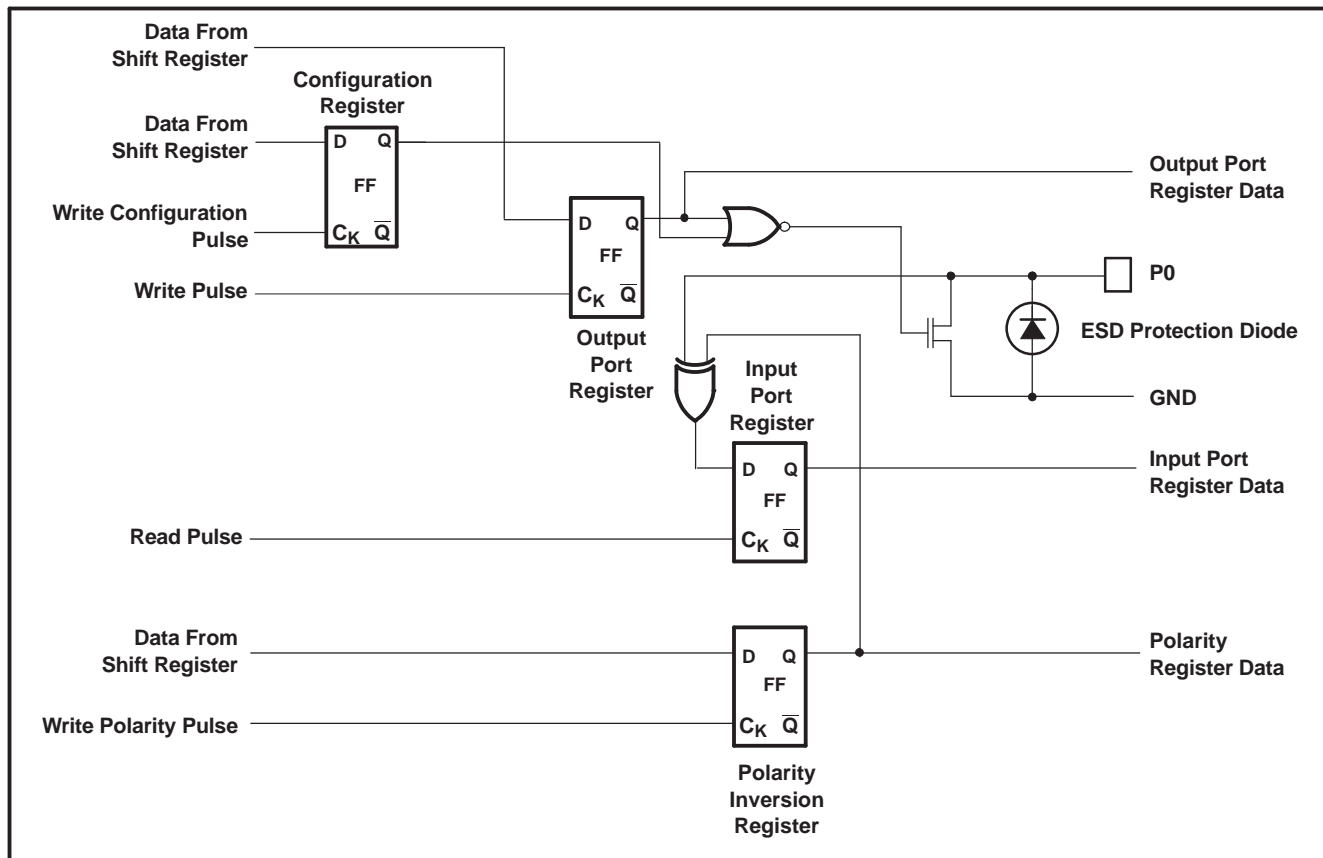 Data From
Shift Register
Configuration
Register
Data From
Shift Register
D Q
FF
Write Configuration
Pulse
CK Q̅
Output Port
Register Data
D Q
FF
P0
Write Pulse
CK Q̅
ESD Protection Diode
Output
Port
Register
Input
Port
Register
GND
D Q
Input Port
Register Data
FF
Read Pulse
CK Q̅
Data From
Shift Register
D Q
Polarity
Register Data
FF
Write Polarity Pulse
CK Q̅
Polarity
Inversion
Register